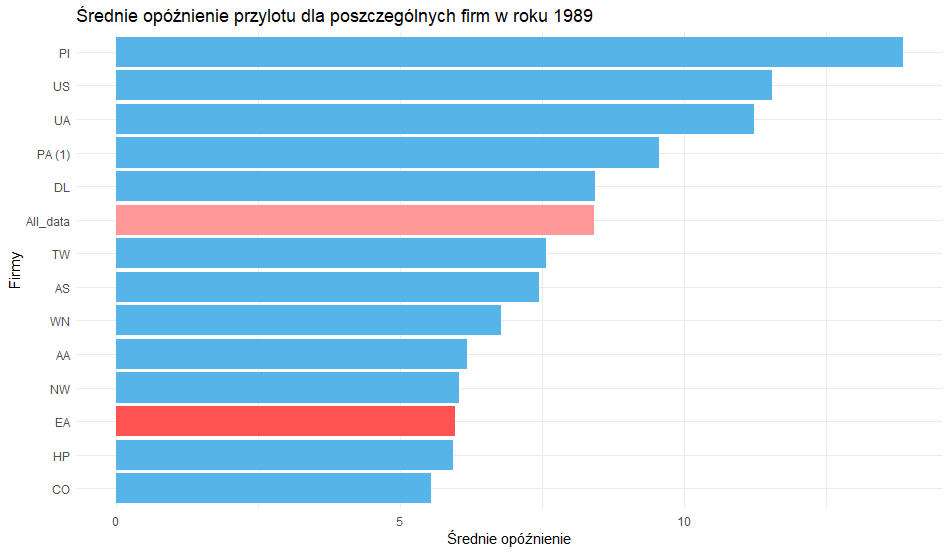 Średnie opóźnienie przylotu dla poszczególnych firm w roku 1989
Firmy
PI
US
UA
PA (1)
DL
All_data
TW
AS
WN
AA
NW
EA
HP
CO
0 5 10
Średnie opóźnienie